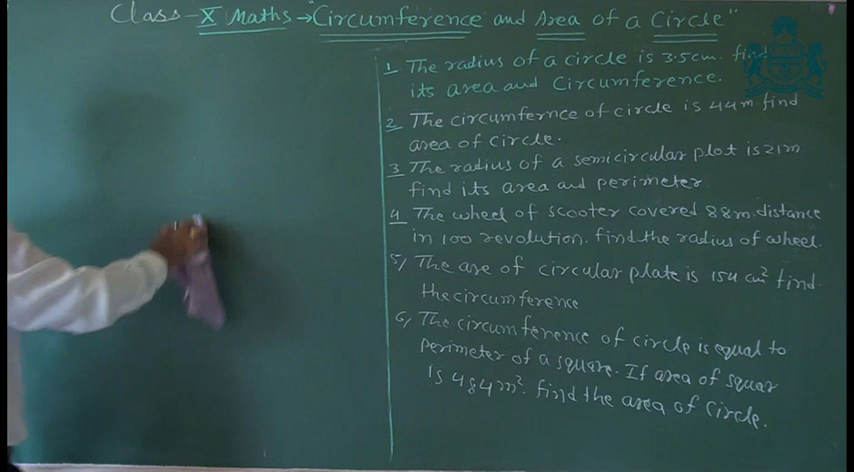 Class - X Maths → "Circumference and Area of a Circle"
1 The radius of a circle is 3.5cm. find
its area and Circumference.
2 The circumfernce of circle is 44m. find
area of circle.
3 The radius of a semicircular plot is 21m
find its area and perimeter
4 The wheel of scooter covered 88m. distance
in 100 revolution. find the radius of wheel.
5) The are of circular plate is 154 cm² find.
the circumference
6) The circumference of circle is equal to
perimeter of a square. If area of squar
is 484m². find the area of circle.